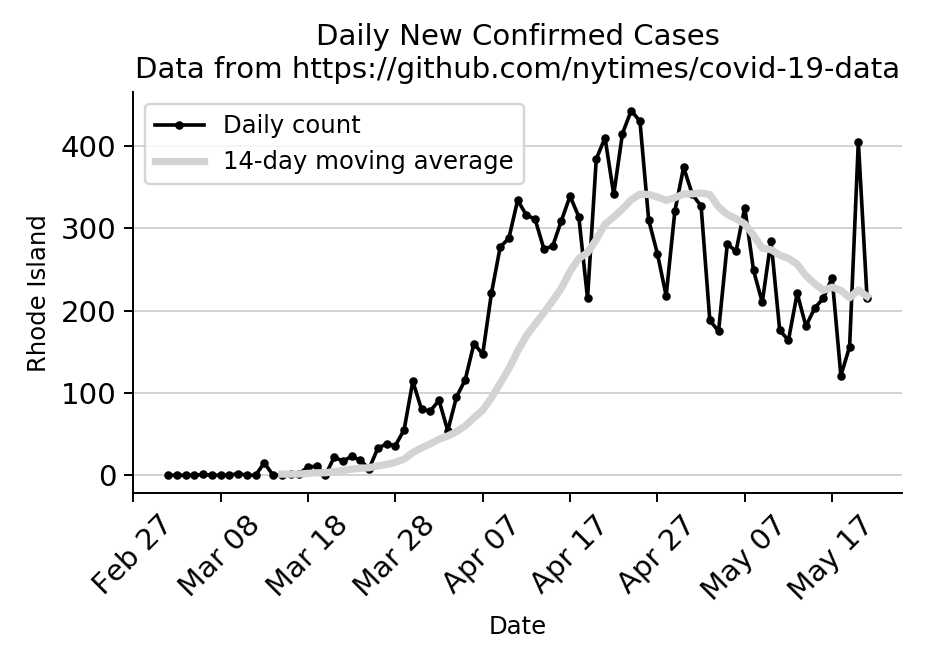 Daily New Confirmed Cases
Data from https://github.com/nytimes/covid-19-data
Daily count
14-day moving average
Rhode Island
400
300
200
100
0
Feb 27
Mar 08
Mar 18
Mar 28
Apr 07
Apr 17
Apr 27
May 07
May 17
Date